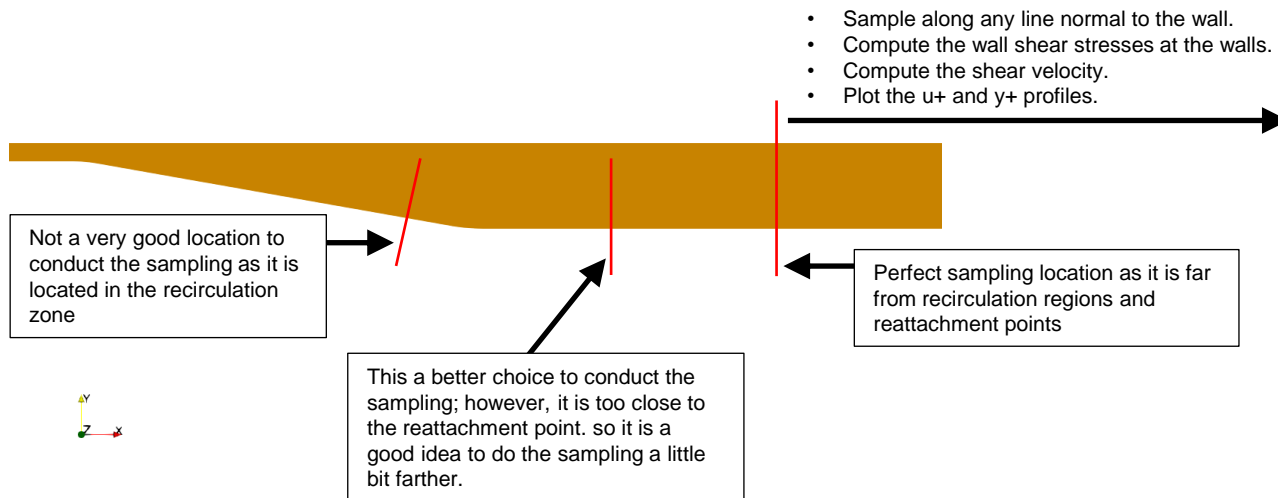 • Sample along any line normal to the wall.
• Compute the wall shear stresses at the walls.
• Compute the shear velocity.
• Plot the u+ and y+ profiles.
Not a very good location to
conduct the sampling as it is
located in the recirculation
zone
Perfect sampling location as it is far
from recirculation regions and
reattachment points
This a better choice to conduct the
sampling; however, it is too close to
the reattachment point. so it is a
good idea to do the sampling a little
bit farther.
Y
Z
X